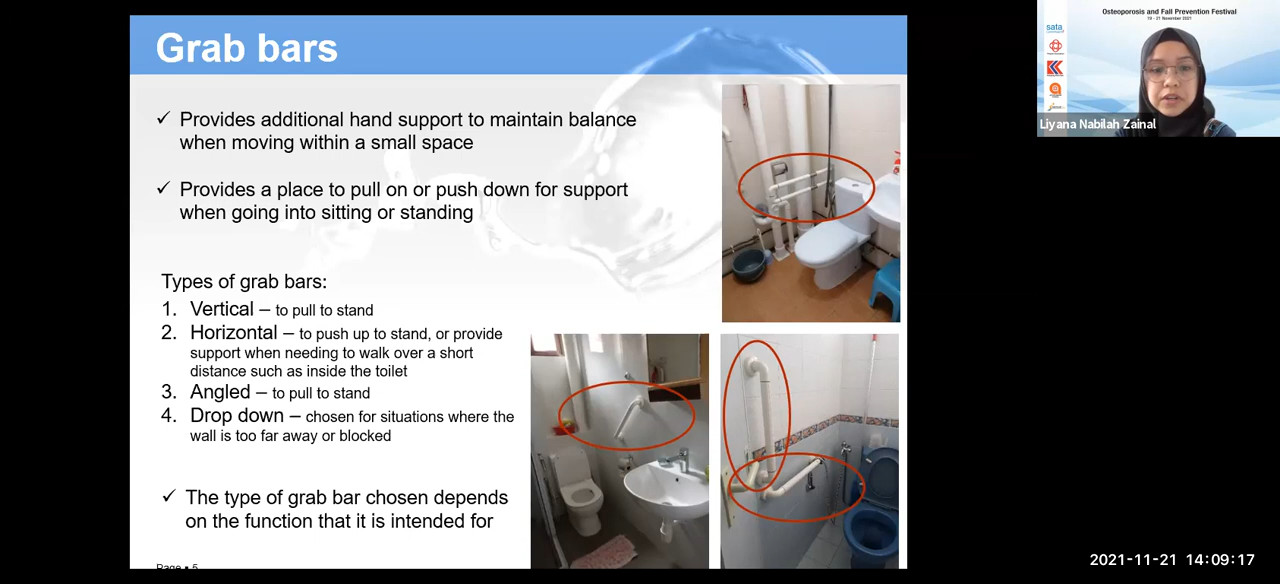 Grab bars
✓ Provides additional hand support to maintain balance
when moving within a small space
✓ Provides a place to pull on or push down for support
when going into sitting or standing
Types of grab bars:
1. Vertical – to pull to stand
2. Horizontal – to push up to stand, or provide
support when needing to walk over a short
distance such as inside the toilet
3. Angled – to pull to stand
4. Drop down – chosen for situations where the
wall is too far away or blocked
✓ The type of grab bar chosen depends
on the function that it is intended for
Page ▪ 5
Osteoporosis and Fall Prevention Festival
19 - 21 November 2021
sata
Liyana Nabilah Zainal
2021-11-21 14:09:17